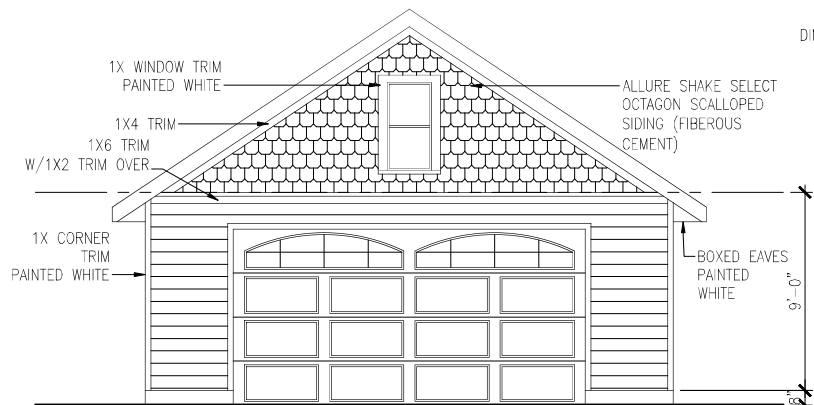 DI
1X WINDOW TRIM
PAINTED WHITE
1X4 TRIM
1X6 TRIM
W/1X2 TRIM OVER
1X CORNER
TRIM
PAINTED WHITE
ALLURE SHAKE SELECT
OCTAGON SCALLOPED
SIDING (FIBEROUS
CEMENT)
BOXED EAVES
PAINTED
WHITE
9'-0"
8"